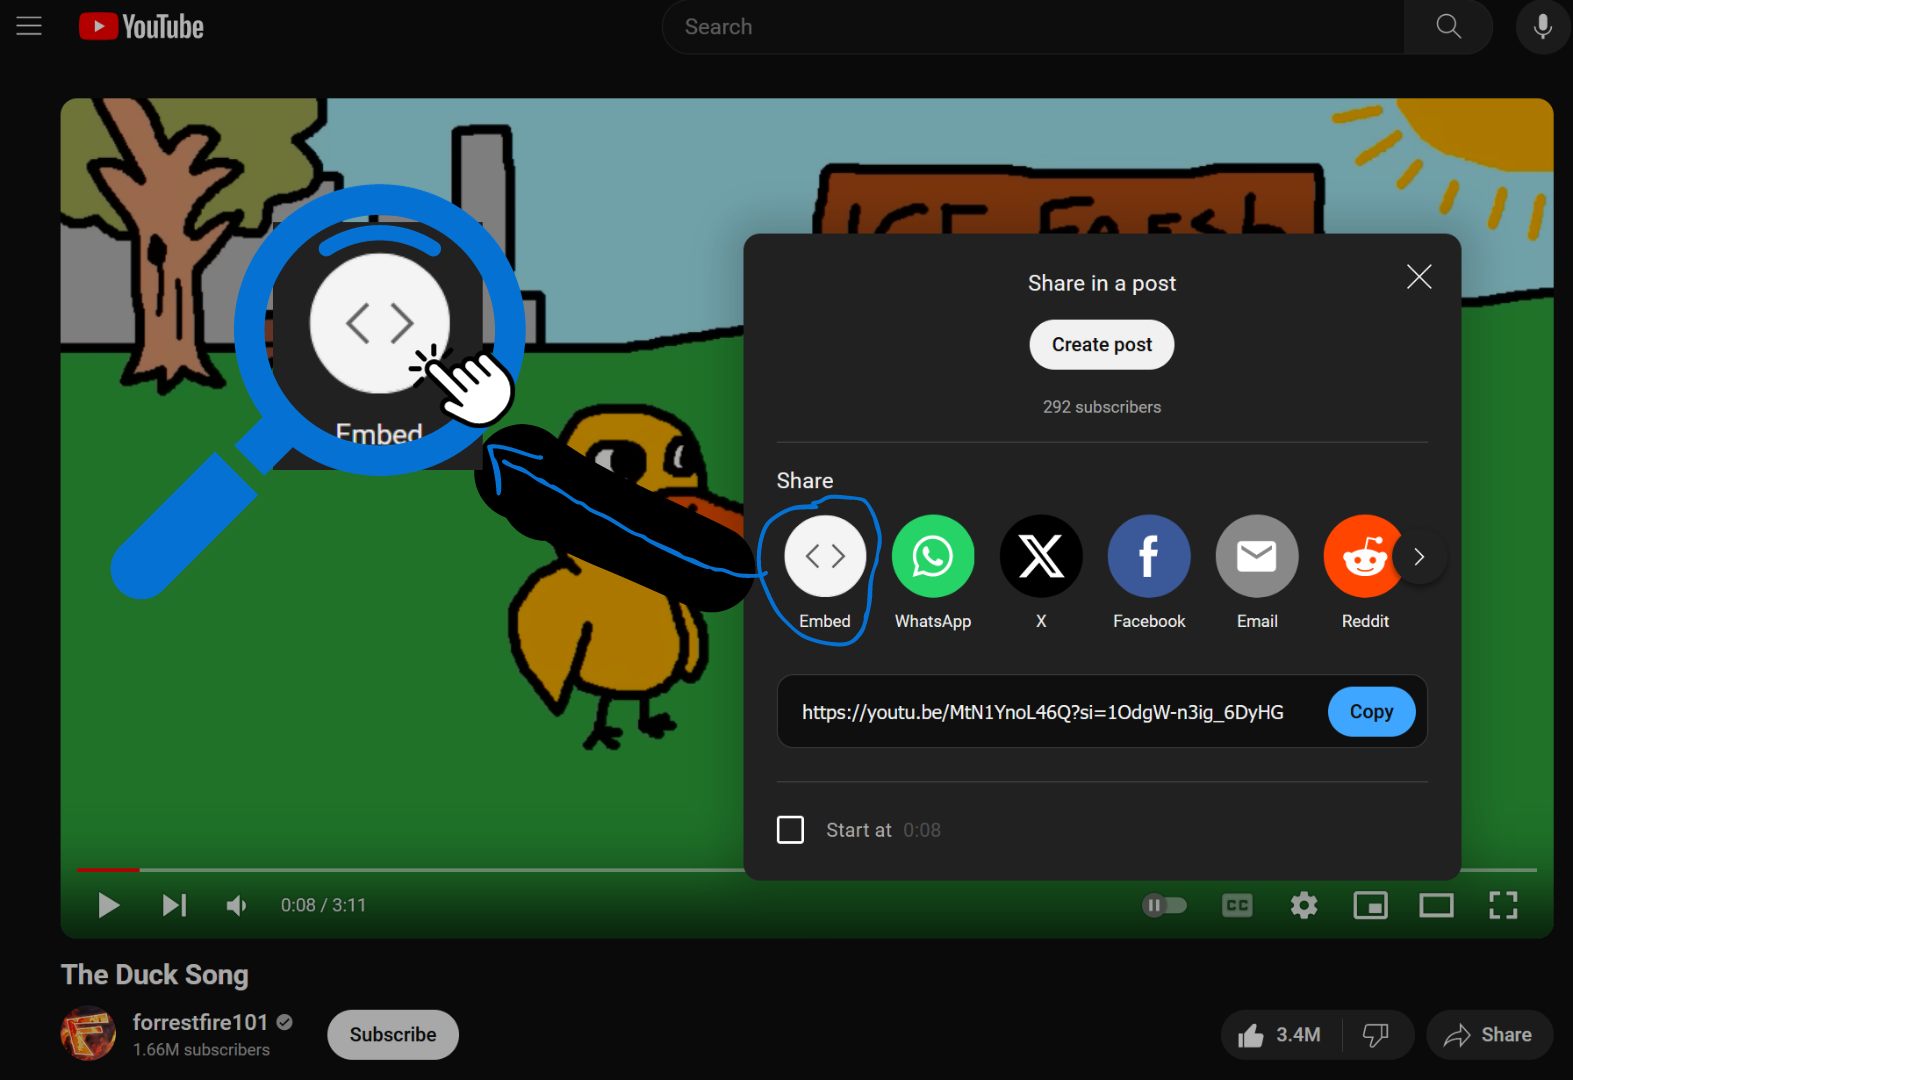 YouTube
Search
Embed
Share in a post
Create post
292 subscribers
Share
Embed
WhatsApp
X
Facebook
Email
Reddit
https://youtu.be/MtN1YnoL46Q?si=1OdgW-n3ig_6DyHG
Copy
Start at 0:08
0:08 / 3:11
CC
The Duck Song
forrestfire101
1.66M subscribers
Subscribe
3.4M
Share